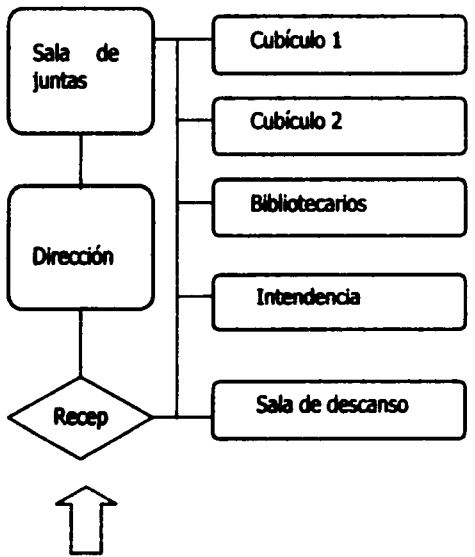 Sala de
juntas
Cubículo 1
Cubículo 2
Bibliotecarios
Dirección
Intendencia
Recep
Sala de descanso